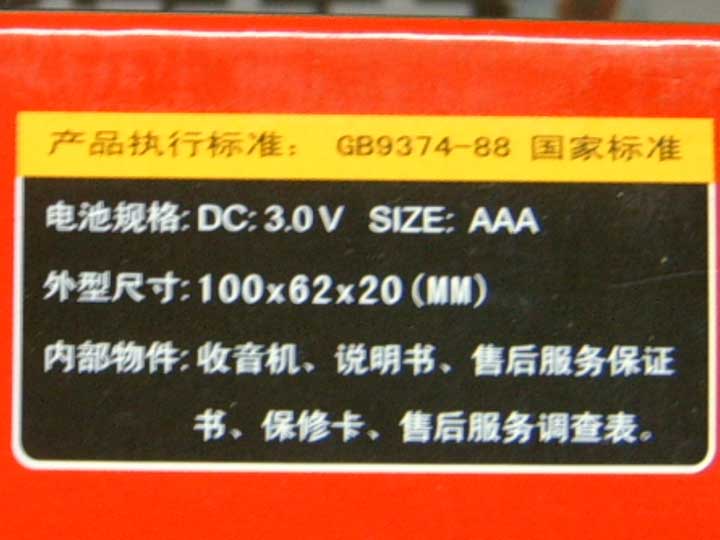 产品执行标准: GB9374-88 国家标准
电池规格: DC: 3.0V SIZE: AAA
外型尺寸: 100x62x20(MM)
内部物件: 收音机、说明书、售后服务保证
书、保修卡、售后服务调查表。